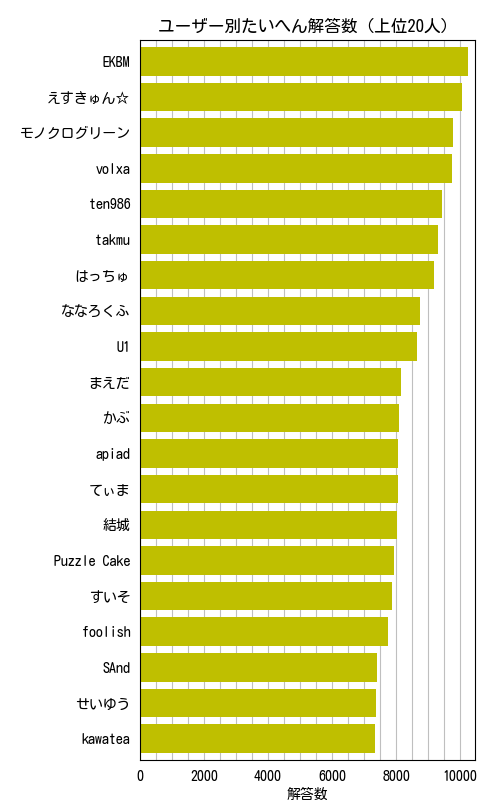 ユーザー別たいへん解答数（上位20人）
EKBM
えすきゅん☆
モノクログリーン
volxa
ten986
takmu
はっちゅ
ななろくふ
U1
まえだ
かぶ
apiad
てぃま
結城
Puzzle Cake
すいそ
foolish
SAnd
せいゆう
kawatea
0 2000 4000 6000 8000 10000
解答数